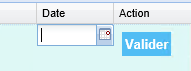 Date Action
Valider